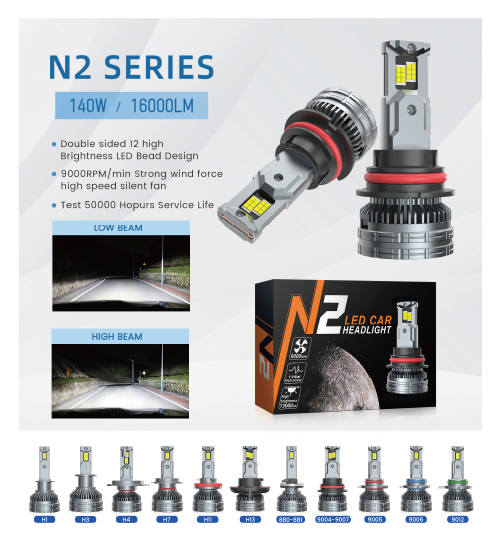 N2 SERIES
140W / 16000LM
Double sided 12 high
Brightness LED Bead Design
9000RPM/min Strong wind force
high speed silent fan
Test 50000 Hopurs Service Life
LOW BEAM
HIGH BEAM
N2
LED CAR
HEADLIGHT
N2
High
H1
H3
H4
H7
H11
H13
880-881
9004-9007
9005
9006
9012